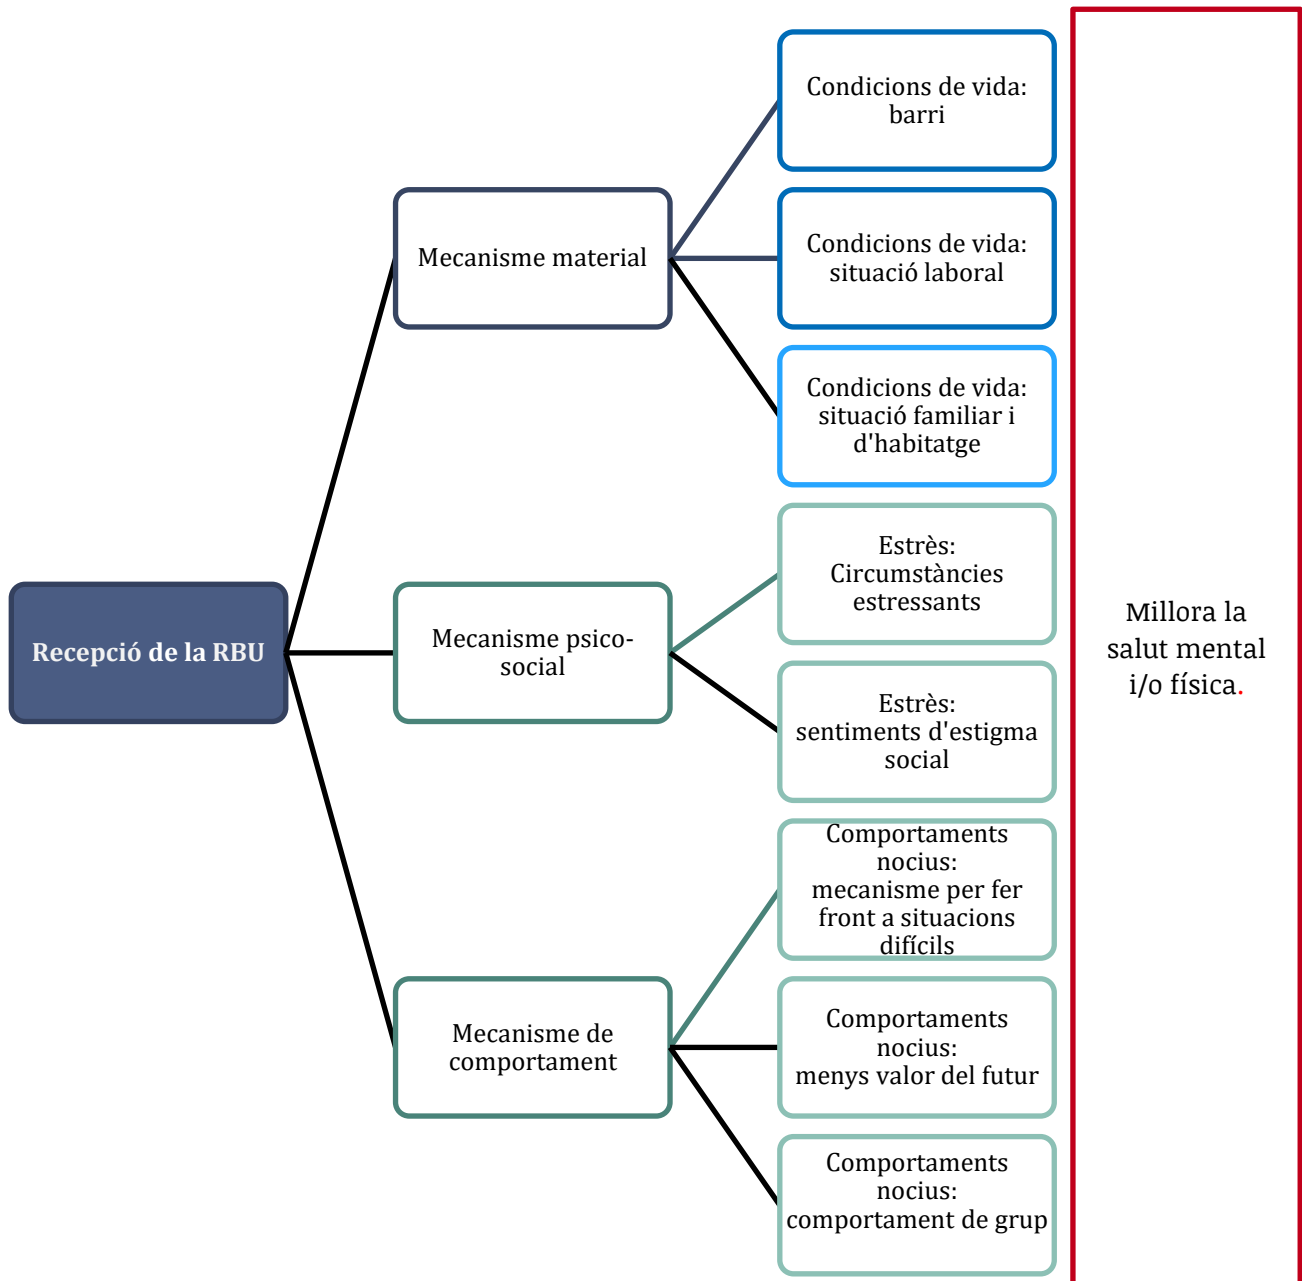 Recepció de la RBU
Mecanisme material
Condicions de vida:
barri
Condicions de vida:
situació laboral
Condicions de vida:
situació familiar i
d'habitatge
Mecanisme psico-
social
Estrès:
Circumstàncies
estressants
Estrès:
sentiments d'estigma
social
Mecanisme de
comportament
Comportaments
nocius:
mecanisme per fer
front a situacions
difícils
Comportaments
nocius:
menys valor del futur
Comportaments
nocius:
comportament de grup
Millora la
salut mental
i/o física.